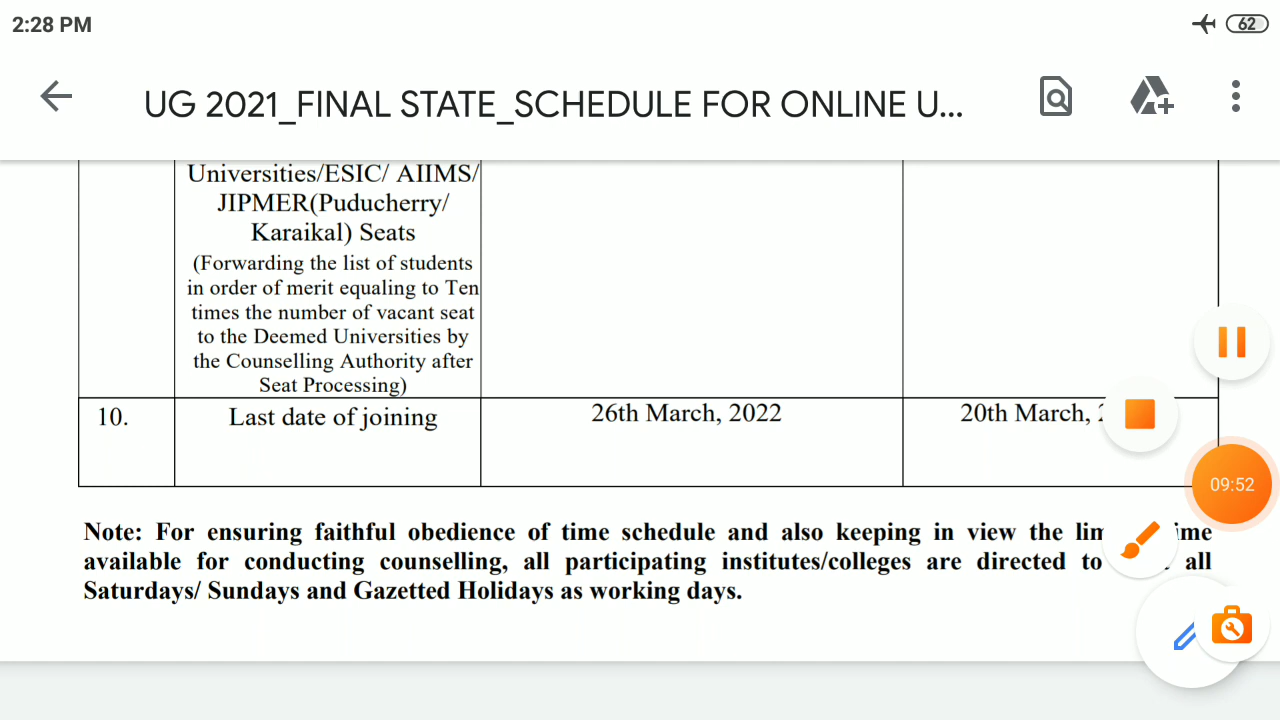 2:28 PM
62
UG 2021_FINAL STATE_SCHEDULE FOR ONLINE U...
Universities/ESIC/ AIIMS/
JIPMER(Puducherry/
Karaikal) Seats
(Forwarding the list of students
in order of merit equaling to Ten
times the number of vacant seat
to the Deemed Universities by
the Counselling Authority after
Seat Processing)
10. Last date of joining 26th March, 2022 20th March,
09:52
Note: For ensuring faithful obedience of time schedule and also keeping in view the
available for conducting counselling, all participating institutes/colleges are directed to all
Saturdays/ Sundays and Gazetted Holidays as working days.